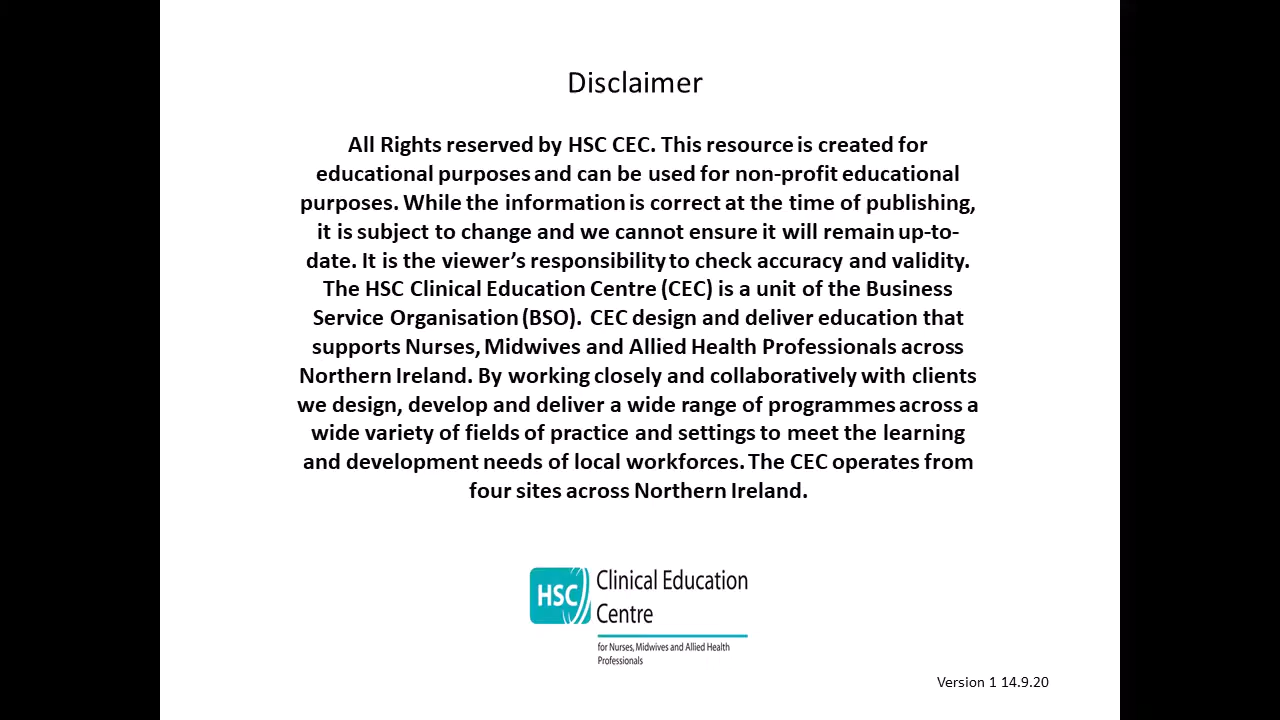 Disclaimer
All Rights reserved by HSC CEC. This resource is created for
educational purposes and can be used for non-profit educational
purposes. While the information is correct at the time of publishing,
it is subject to change and we cannot ensure it will remain up-to-
date. It is the viewer’s responsibility to check accuracy and validity.
The HSC Clinical Education Centre (CEC) is a unit of the Business
Service Organisation (BSO). CEC design and deliver education that
supports Nurses, Midwives and Allied Health Professionals across
Northern Ireland. By working closely and collaboratively with clients
we design, develop and deliver a wide range of programmes across a
wide variety of fields of practice and settings to meet the learning
and development needs of local workforces. The CEC operates from
four sites across Northern Ireland.
HSC
Clinical Education
Centre
for Nurses, Midwives and Allied Health
Professionals
Version 1 14.9.20